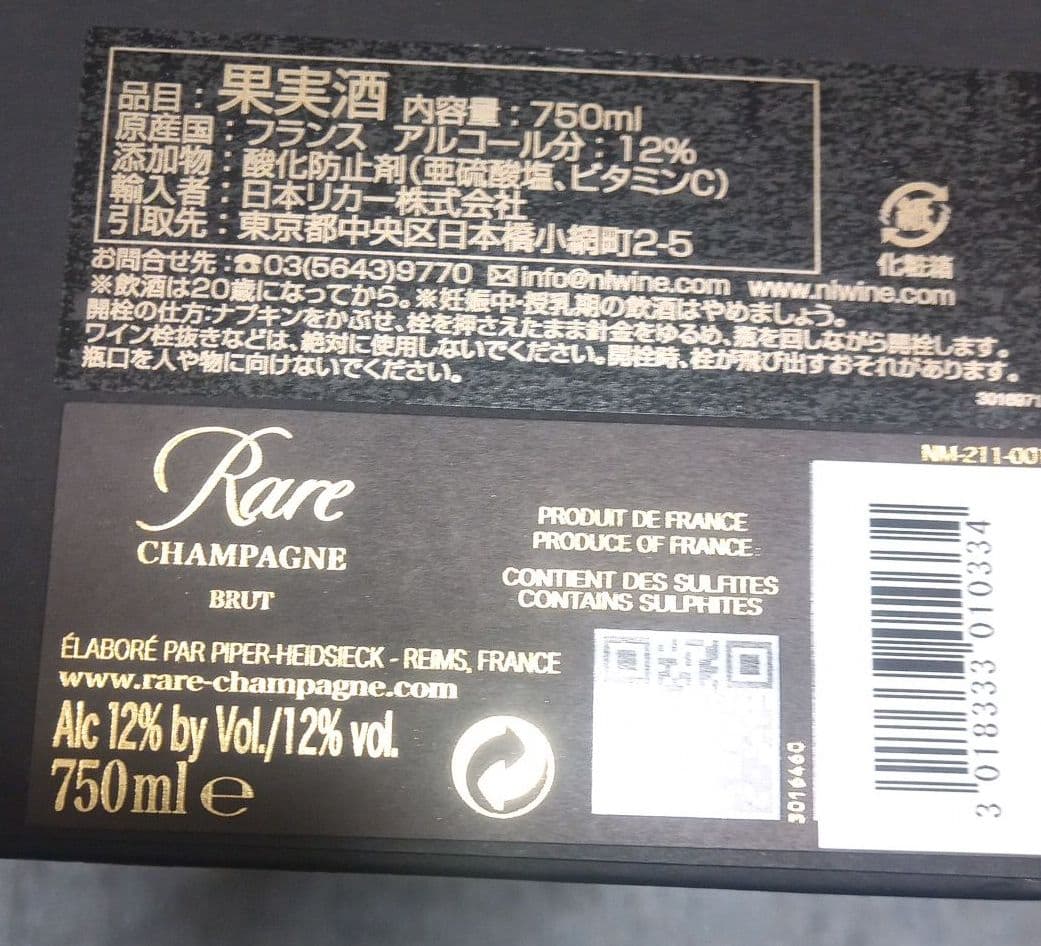 品目：果実酒 内容量：750ml
原産国：フランス アルコール分：12%
添加物：酸化防止剤(亜硫酸塩、ビタミンC)
輸入者：日本リカー株式会社
引取先：東京都中央区日本橋小網町2-5
紙
化粧箱
お問合せ先：☎03(5643)9770 ✉info@nlwine.com www.nlwine.com
※飲酒は20歳になってから。※妊娠中・授乳期の飲酒はやめましょう。
開栓の仕方:ナプキンをかぶせ、栓を押さえたまま針金をゆるめ、瓶を回しながら開栓します。
ワイン栓抜きなどは、絶対に使用しないでください。開栓時、栓が飛び出すおそれがあります。
瓶口を人や物に向けないでください。
Rare
CHAMPAGNE
BRUT
PRODUIT DE FRANCE
PRODUCE OF FRANCE
CONTIENT DES SULFITES
CONTAINS SULPHITES
ÉLABORÉ PAR PIPER-HEIDSIECK - REIMS, FRANCE
www.rare-champagne.com
Alc 12% by Vol./12% vol.
750ml ℮
3016460
NM-211-001
3 018333 010334